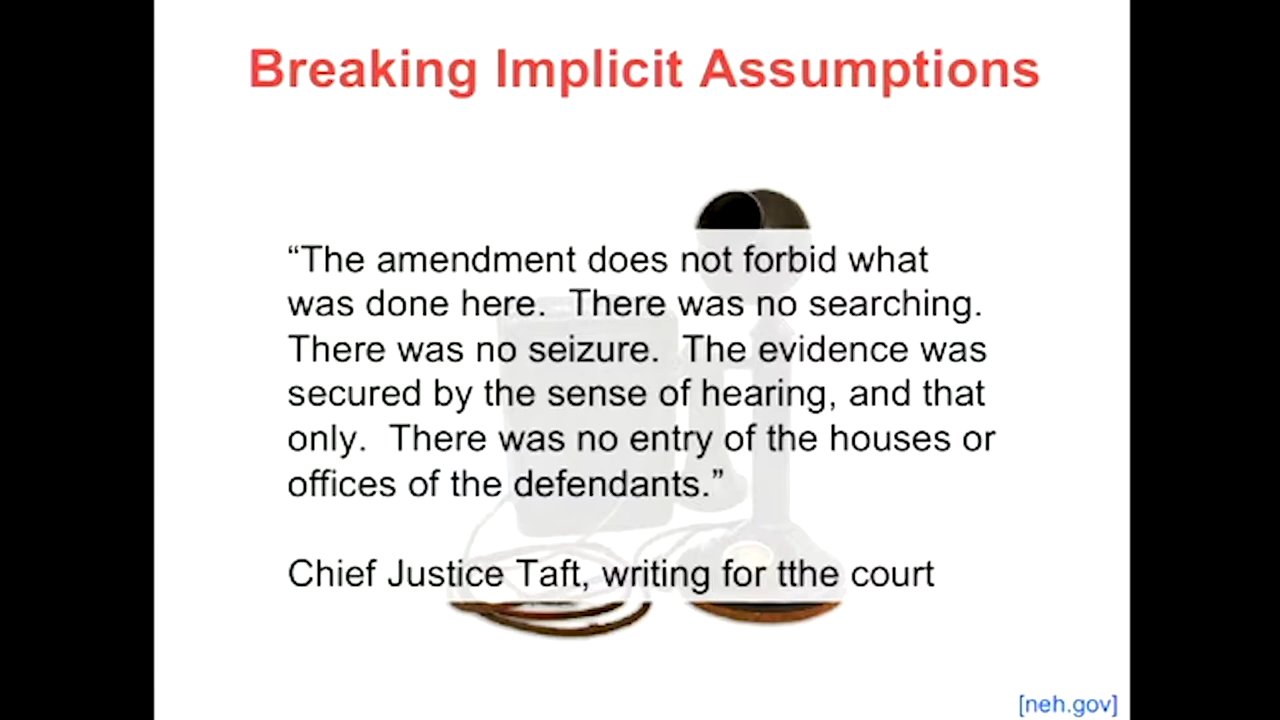 Breaking Implicit Assumptions
“The amendment does not forbid what
was done here.  There was no searching.
There was no seizure.  The evidence was
secured by the sense of hearing, and that
only.  There was no entry of the houses or
offices of the defendants.”
Chief Justice Taft, writing for tthe court
[neh.gov]